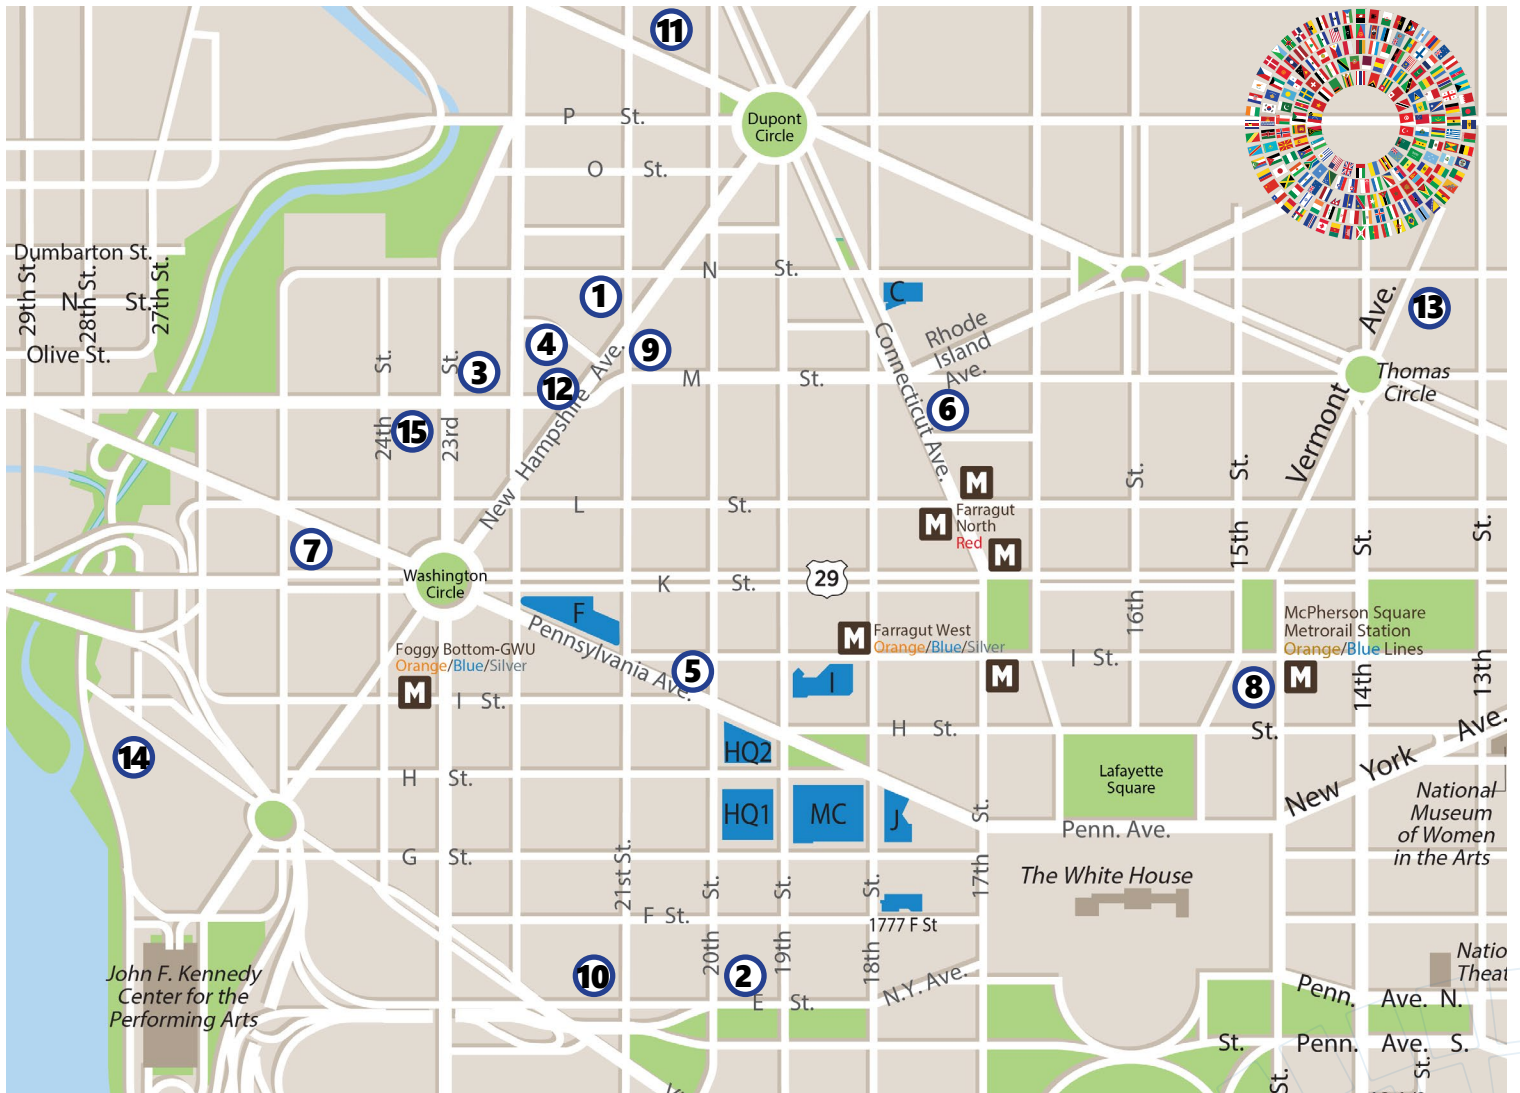 11
P St.
Dupont
Circle
O St.
Dumbarton St.
29th St.
N St.
28th St.
27th St.
Olive St.
N St.
1
C
Connecticut Ave.
Rhode
Island
Ave.
Ave.
13
4
9
3
12
M St.
6
Thomas
Circle
Vermont
24th St.
15
23rd St.
New Hampshire Ave.
M
L St.
M
Farragut
North
Red
M
St.
St.
15th
St.
St.
7
Washington
Circle
K St.
29
F
Pennsylvania Ave.
16th
McPherson Square
Metrorail Station
Orange/Blue Lines
M
Farragut West
Orange/Blue/Silver
Foggy Bottom-GWU
Orange/Blue/Silver
M
I St.
5
I
M
I St.
8
M
14th
13th
14
HQ2
H St.
St.
H St.
Lafayette
Square
New York Ave.
HQ1
MC
J
Penn. Ave.
National
Museum
of Women
in the Arts
G St.
21st St.
20th St.
19th St.
18th St.
17th St.
The White House
F St.
1777 F St
John F. Kennedy
Center for the
Performing Arts
10
2
E St.
N.Y. Ave.
Natio
Theat
Penn. Ave. N.
St. Penn. Ave. S.
St.
St.